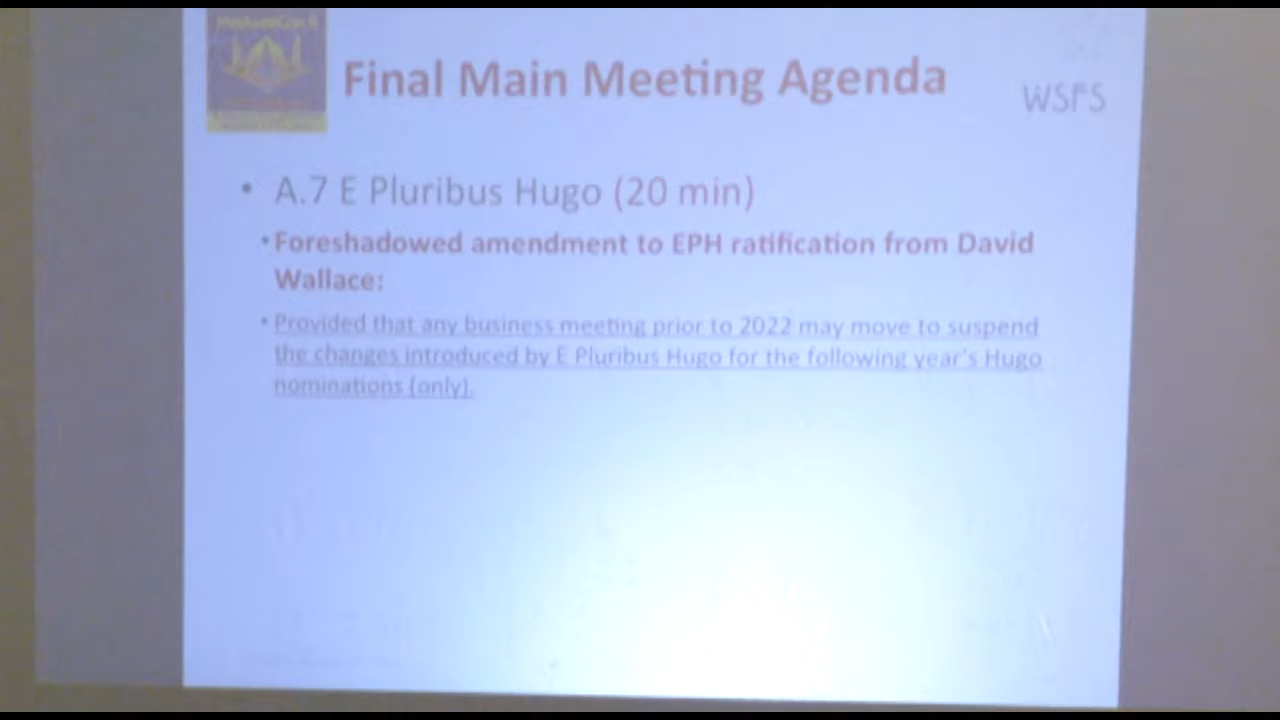 Final Main Meeting Agenda
WSFS
• A.7 E Pluribus Hugo (20 min)
• Foreshadowed amendment to EPH ratification from David
Wallace:
• Provided that any business meeting prior to 2022 may move to suspend
the changes introduced by E Pluribus Hugo for the following year's Hugo
nominations (only).